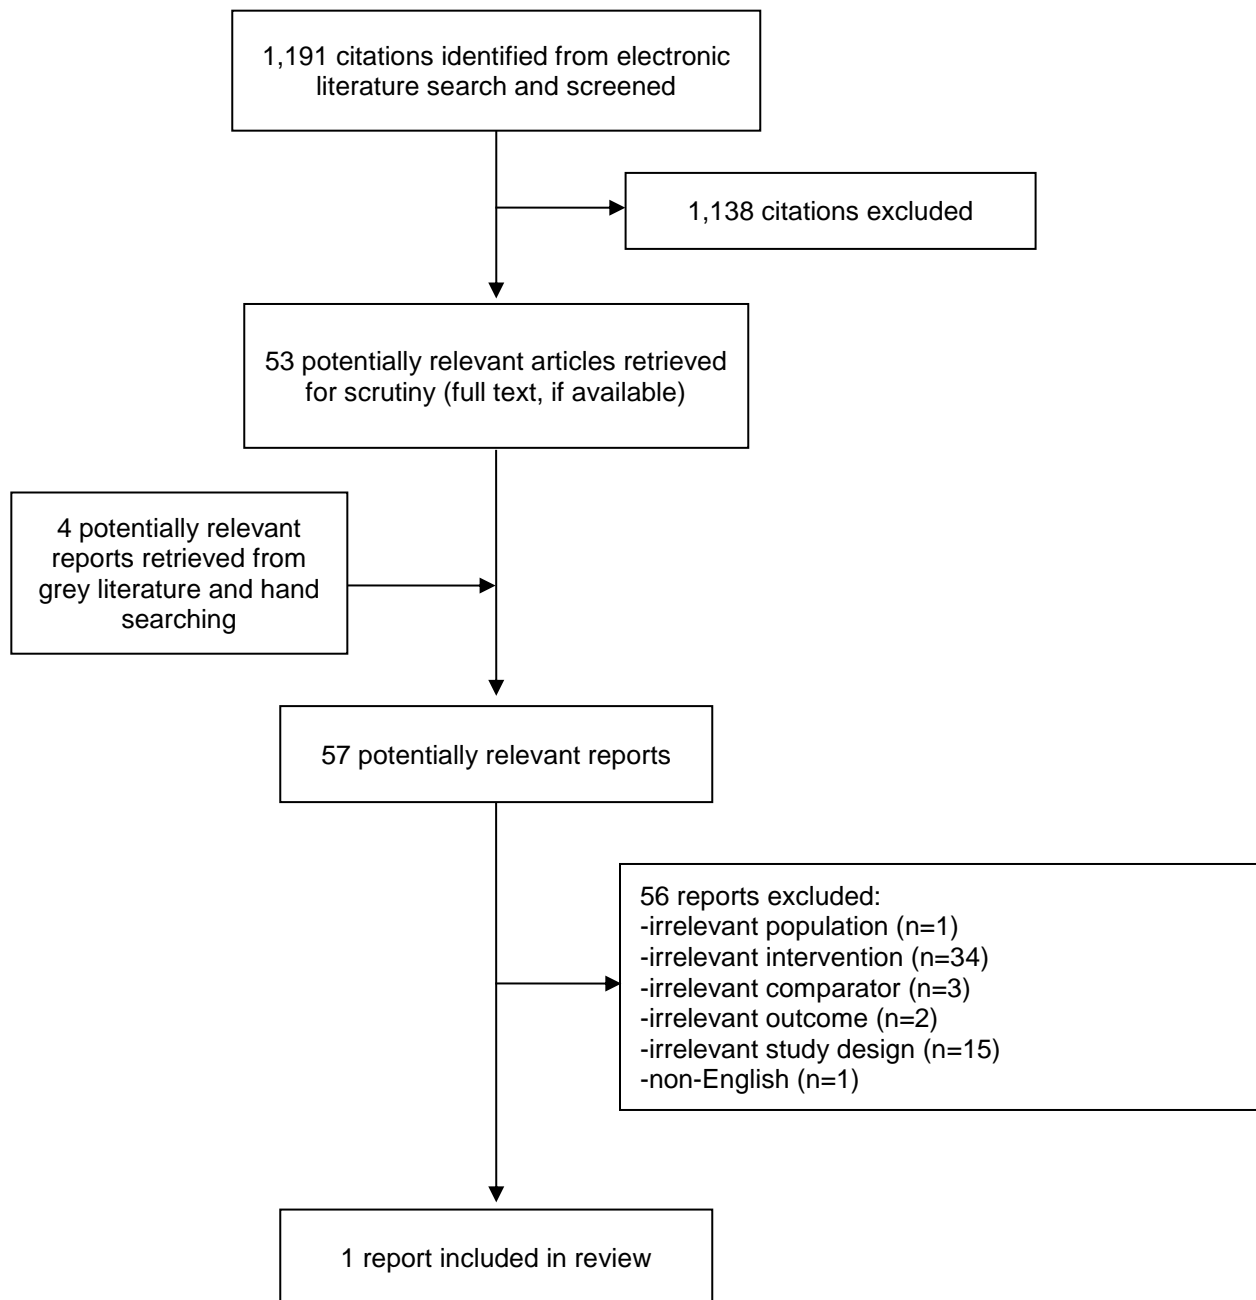 1,191 citations identified from electronic
literature search and screened
1,138 citations excluded
53 potentially relevant articles retrieved
for scrutiny (full text, if available)
4 potentially relevant
reports retrieved from
grey literature and hand
searching
57 potentially relevant reports
56 reports excluded:
-irrelevant population (n=1)
-irrelevant intervention (n=34)
-irrelevant comparator (n=3)
-irrelevant outcome (n=2)
-irrelevant study design (n=15)
-non-English (n=1)
1 report included in review